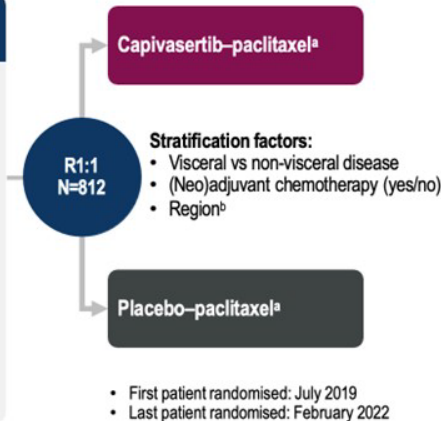 Capivasertib–paclitaxelᵃ
R1:1
N=812
Stratification factors:
• Visceral vs non-visceral disease
• (Neo)adjuvant chemotherapy (yes/no)
• Regionᵇ
Placebo–paclitaxelᵃ
• First patient randomised: July 2019
• Last patient randomised: February 2022